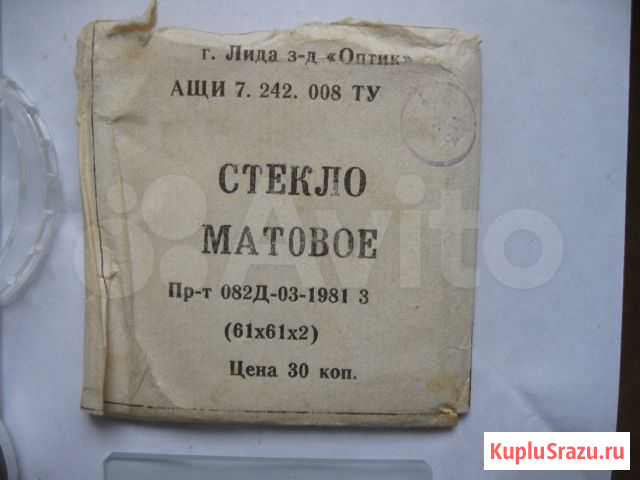 г. Лида з-д «Оптик»
АЩИ 7. 242. 008 ТУ
СТЕКЛО
МАТОВОЕ
Пр-т 082Д-03-1981 З
(61х61х2)
Цена 30 коп.
Avito
KupluSrazu.ru